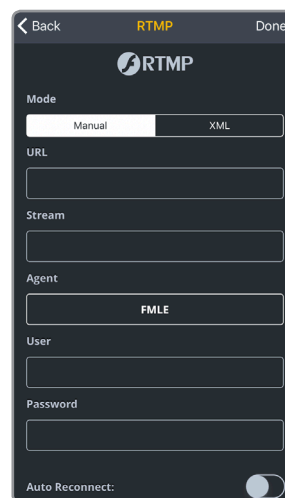 Back RTMP Done
RTMP
Mode
Manual XML
URL
Stream
Agent
FMLE
User
Password
Auto Reconnect: